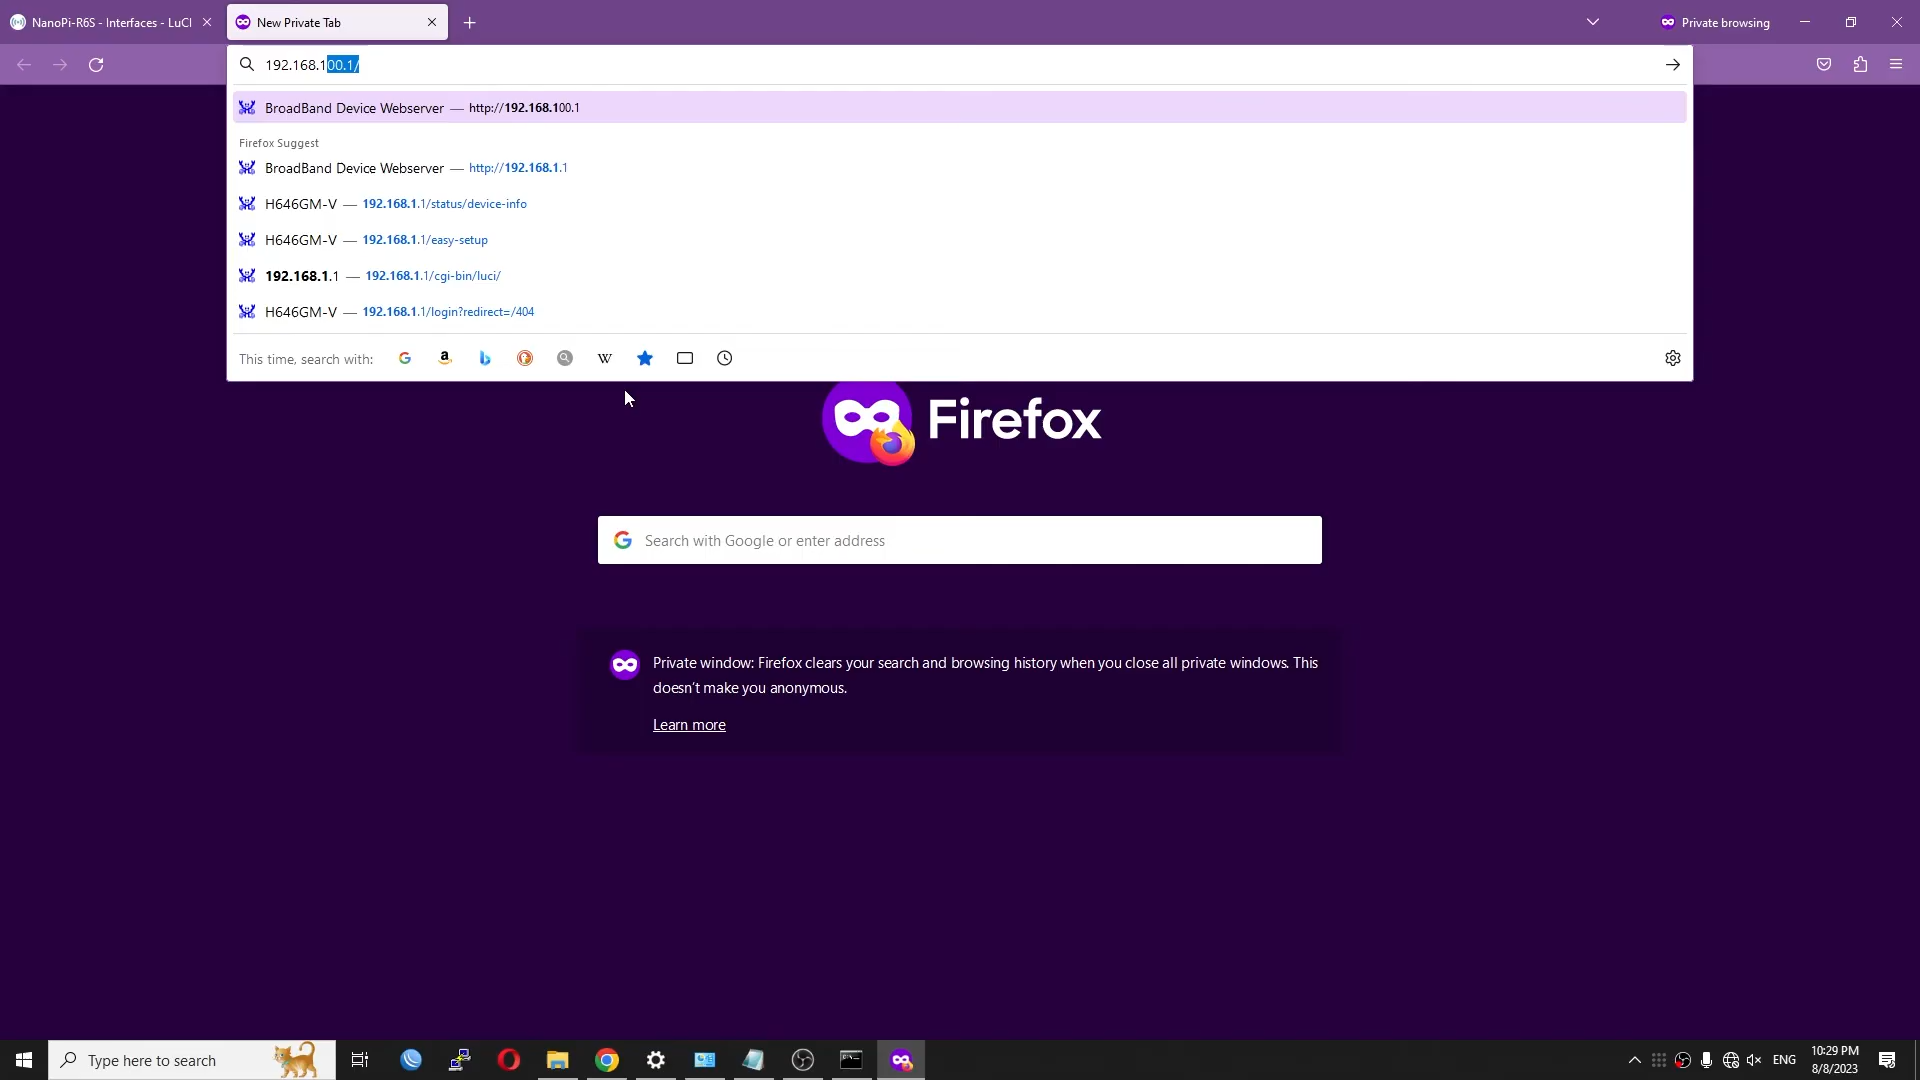 NanoPi-R6S - Interfaces - LuCI
New Private Tab
Private browsing
192.168.100.1/
BroadBand Device Webserver — http://192.168.100.1
Firefox Suggest
BroadBand Device Webserver — http://192.168.1.1
H646GM-V — 192.168.1.1/status/device-info
H646GM-V — 192.168.1.1/easy-setup
192.168.1.1 — 192.168.1.1/cgi-bin/luci/
H646GM-V — 192.168.1.1/login?redirect=/404
This time, search with:
Firefox
Search with Google or enter address
Private window: Firefox clears your search and browsing history when you close all private windows. This
doesn't make you anonymous.
Learn more
Type here to search
ENG
10:29 PM
8/8/2023